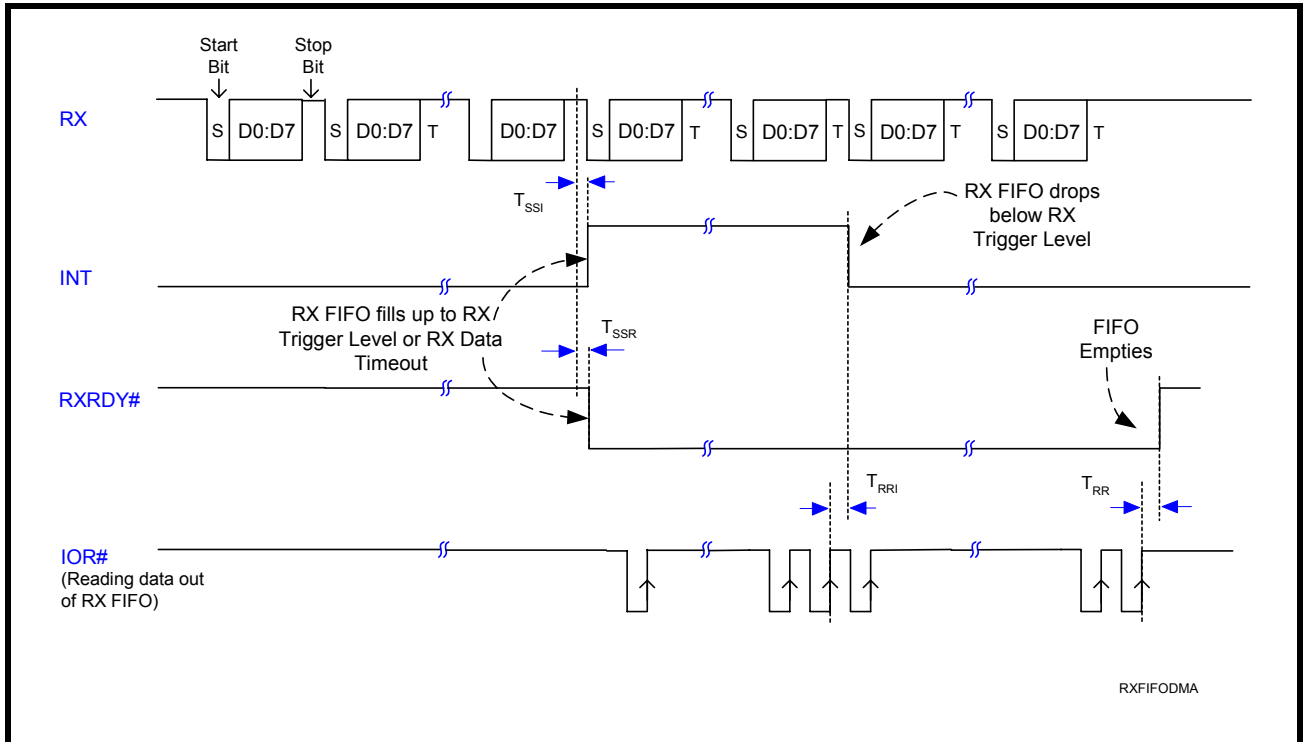 Start
Bit
Stop
Bit
RX
S D0:D7 S D0:D7 T D0:D7 S D0:D7 T S D0:D7 T S D0:D7 T S D0:D7 T
TSSI
RX FIFO drops
below RX
Trigger Level
INT
RX FIFO fills up to RX
Trigger Level or RX Data
Timeout
TSSR
FIFO
Empties
RXRDY#
TRRI
TRR
IOR#
(Reading data out
of RX FIFO)
RXFIFODMA